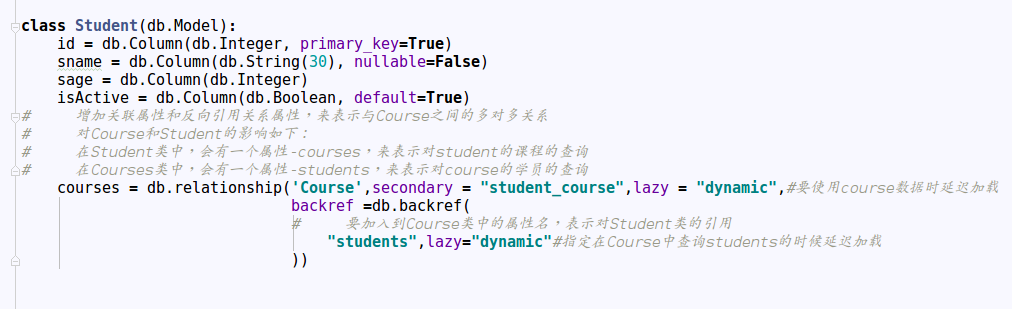 class Student(db.Model):
id = db.Column(db.Integer, primary_key=True)
sname = db.Column(db.String(30), nullable=False)
sage = db.Column(db.Integer)
isActive = db.Column(db.Boolean, default=True)
# 增加关联属性和反向引用关系属性，来表示与Course之间的多对多关系
# 对Course和Student的影响如下：
# 在Student类中，会有一个属性-courses，来表示对student的课程的查询
# 在Courses类中，会有一个属性-students，来表示对course的学员的查询
courses = db.relationship('Course',secondary = "student_course",lazy = "dynamic",#要使用course数据时延迟加载
backref =db.backref(
# 要加入到Course类中的属性名，表示对Student类的引用
"students",lazy="dynamic"#指定在Course中查询students的时候延迟加载
))